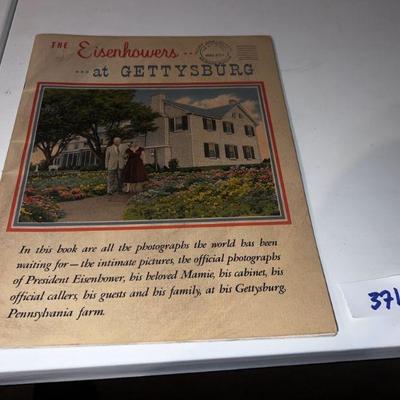 THE Eisenhowers ...
... at GETTYSBURG
In this book are all the photographs the world has been
waiting for — the intimate pictures, the official photographs
of President Eisenhower, his beloved Mamie, his cabinet, his
official callers, his guests and his family, at his Gettysburg,
Pennsylvania farm.
371